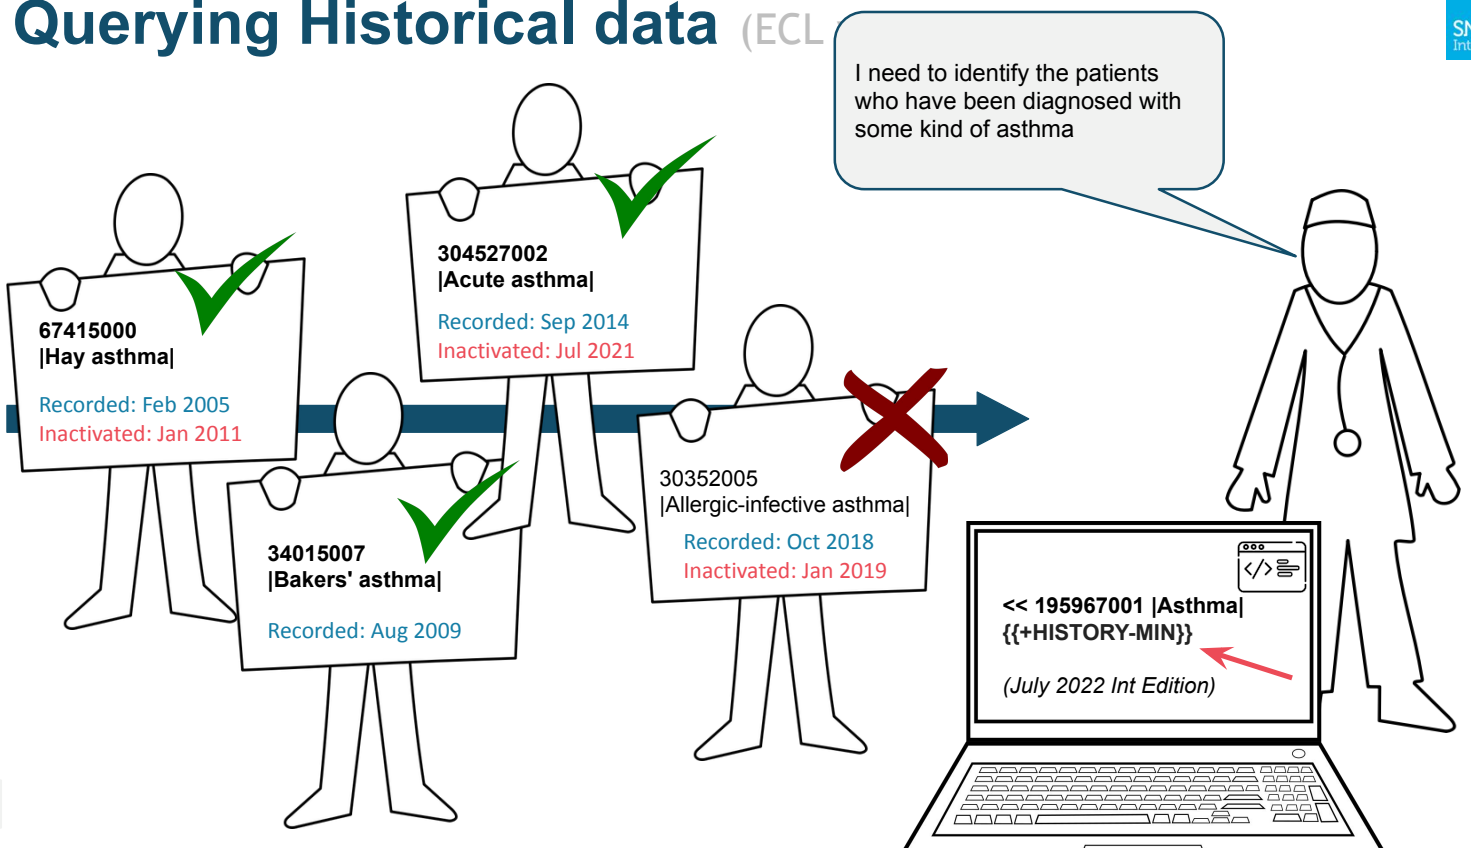 Querying Historical data (ECL
I need to identify the patients
who have been diagnosed with
some kind of asthma
304527002
|Acute asthma|
Recorded: Sep 2014
Inactivated: Jul 2021
67415000
|Hay asthma|
Recorded: Feb 2005
Inactivated: Jan 2011
34015007
|Bakers' asthma|
Recorded: Aug 2009
30352005
|Allergic-infective asthma|
Recorded: Oct 2018
Inactivated: Jan 2019
</>
<< 195967001 |Asthma|
{{+HISTORY-MIN}}
(July 2022 Int Edition)